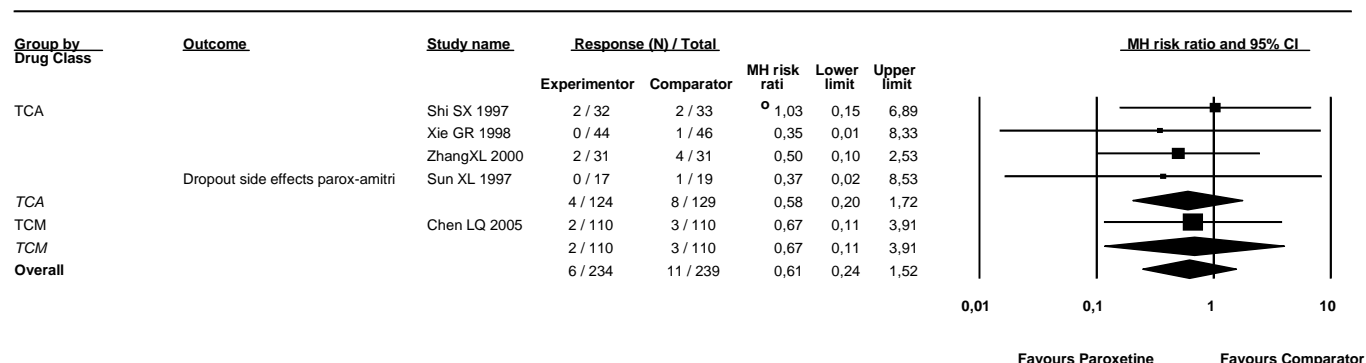 Group by Outcome Study name Response (N) / Total MH risk ratio and 95% CI
Drug Class
MH risk Lower Upper
Experimentor Comparator rati limit limit
TCA Shi SX 1997 2 / 32 2 / 33 o 1,03 0,15 6,89
Xie GR 1998 0 / 44 1 / 46 0,35 0,01 8,33
ZhangXL 2000 2 / 31 4 / 31 0,50 0,10 2,53
Dropout side effects parox-amitri Sun XL 1997 0 / 17 1 / 19 0,37 0,02 8,53
TCA 4 / 124 8 / 129 0,58 0,20 1,72
TCM Chen LQ 2005 2 / 110 3 / 110 0,67 0,11 3,91
TCM 2 / 110 3 / 110 0,67 0,11 3,91
Overall 6 / 234 11 / 239 0,61 0,24 1,52
0,01 0,1 1 10
Favours Paroxetine Favours Comparator